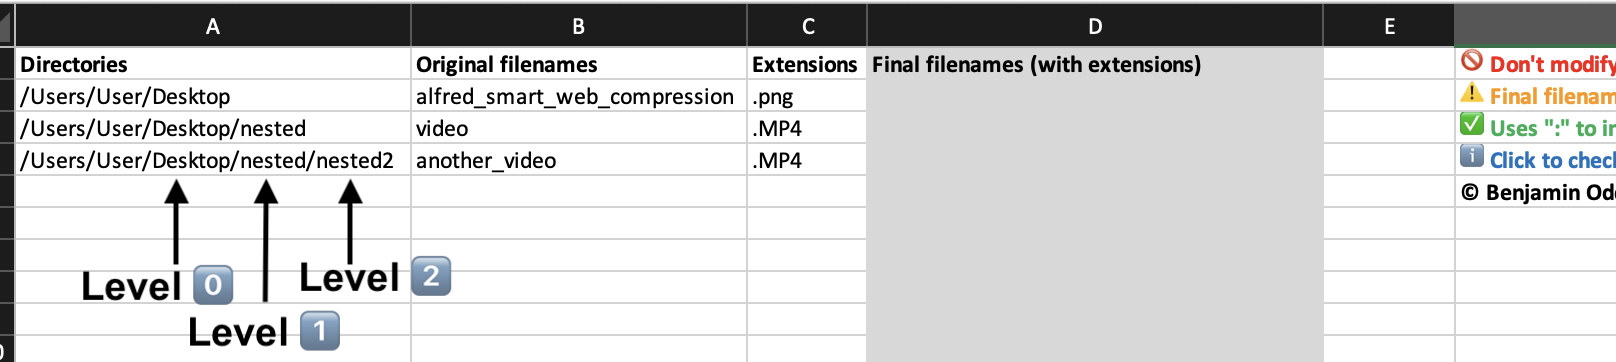 A B C D E
Directories Original filenames Extensions Final filenames (with extensions) 🚫 Don't modify
/Users/User/Desktop alfred_smart_web_compression .png ⚠️ Final filenam
/Users/User/Desktop/nested video .MP4 ✅ Uses ":" to
/Users/User/Desktop/nested/nested2 another_video .MP4 ℹ️ Click to chec
© Benjamin Od
Level 0 Level 2
Level 1